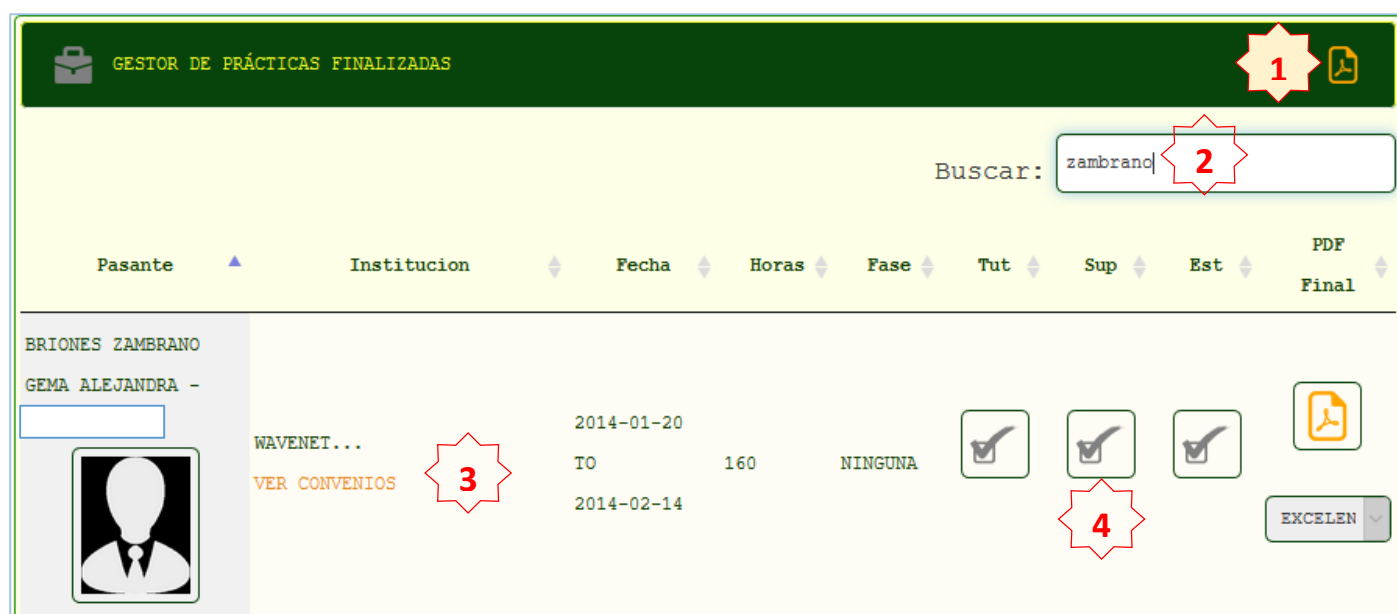 GESTOR DE PRÁCTICAS FINALIZADAS
1
Buscar: zambrano
2
Pasante Institucion Fecha Horas Fase Tut Sup Est PDF Final
BRIONES ZAMBRANO
GEMA ALEJANDRA -
WAVENET...
VER CONVENIOS
3
2014-01-20
TO
2014-02-14
160
NINGUNA
4
EXCELEN